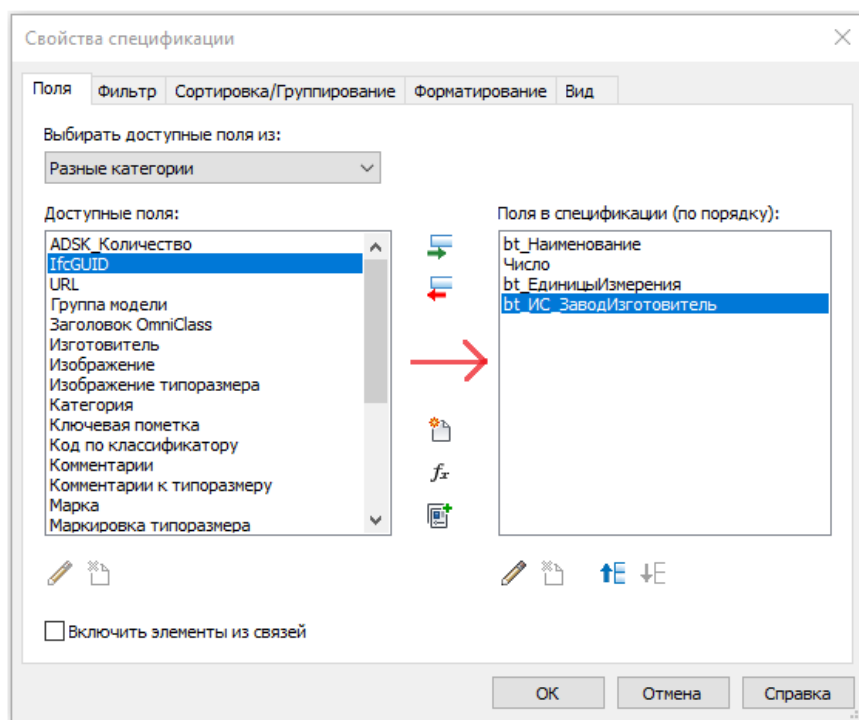 Свойства спецификации
Поля Фильтр Сортировка/Группирование Форматирование Вид
Выбирать доступные поля из:
Разные категории
Доступные поля:
ADSK_Количество
IfcGUID
URL
Группа модели
Заголовок OmniClass
Изготовитель
Изображение
Изображение типоразмера
Категория
Ключевая пометка
Код по классификатору
Комментарии
Комментарии к типоразмеру
Марка
Маркировка типоразмера
fx
Поля в спецификации (по порядку):
bt_Наименование
Число
bt_ЕдиницыИзмерения
bt_ИС_ЗаводИзготовитель
Включить элементы из связей
ОК Отмена Справка